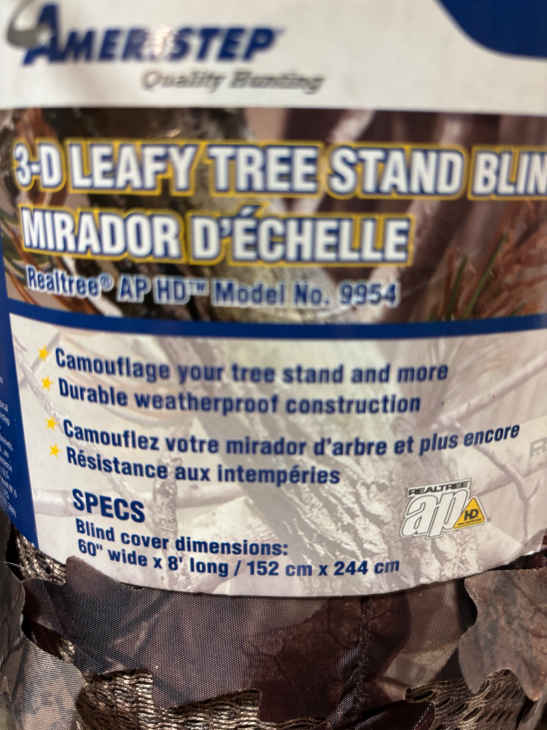 AMERISTEP
Quality Hunting
3-D LEAFY TREE STAND BLIN
MIRADOR D'ÉCHELLE
Realtree® AP HD™ Model No. 9954
Camouflage your tree stand and more
Durable weatherproof construction
Camouflez votre mirador d'arbre et plus encore
Résistance aux intempéries
SPECS
Blind cover dimensions:
60" wide x 8' long / 152 cm x 244 cm
REALTREE
ap HD